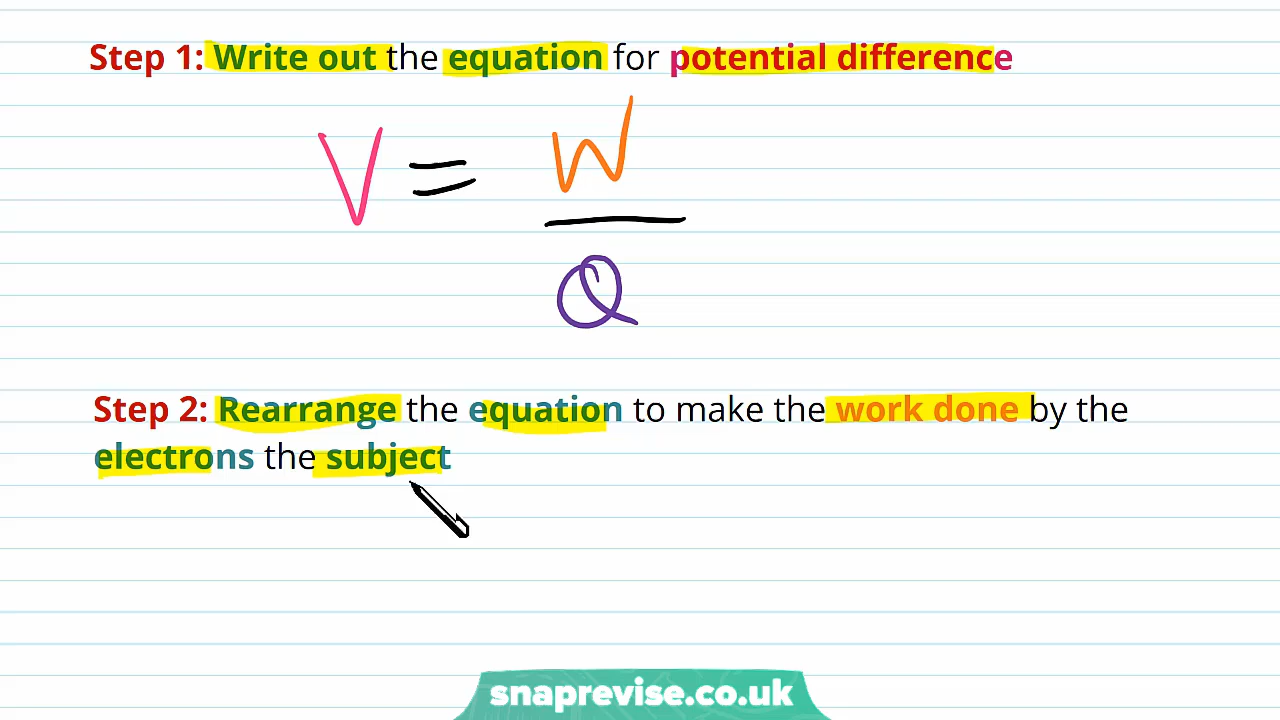 Step 1: Write out the equation for potential difference
V = W
Q
Step 2: Rearrange the equation to make the work done by the
electrons the subject
snaprevise.co.uk